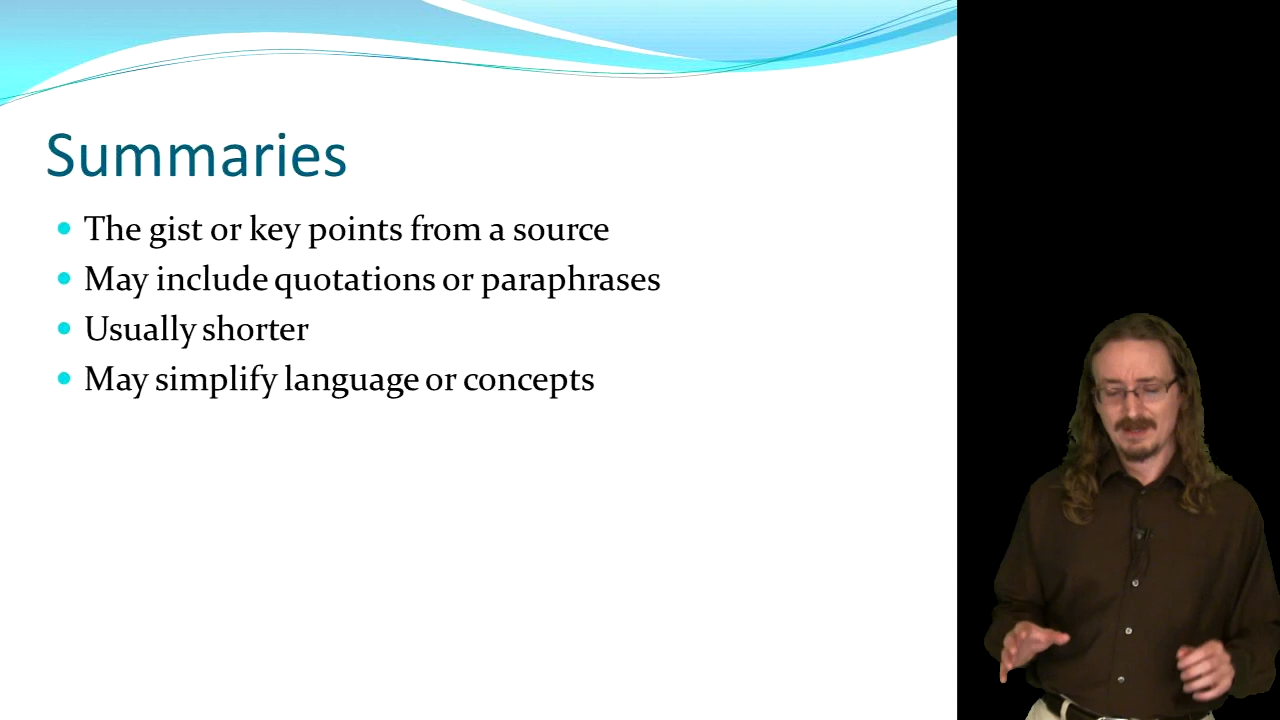 Summaries
The gist or key points from a source
May include quotations or paraphrases
Usually shorter
May simplify language or concepts